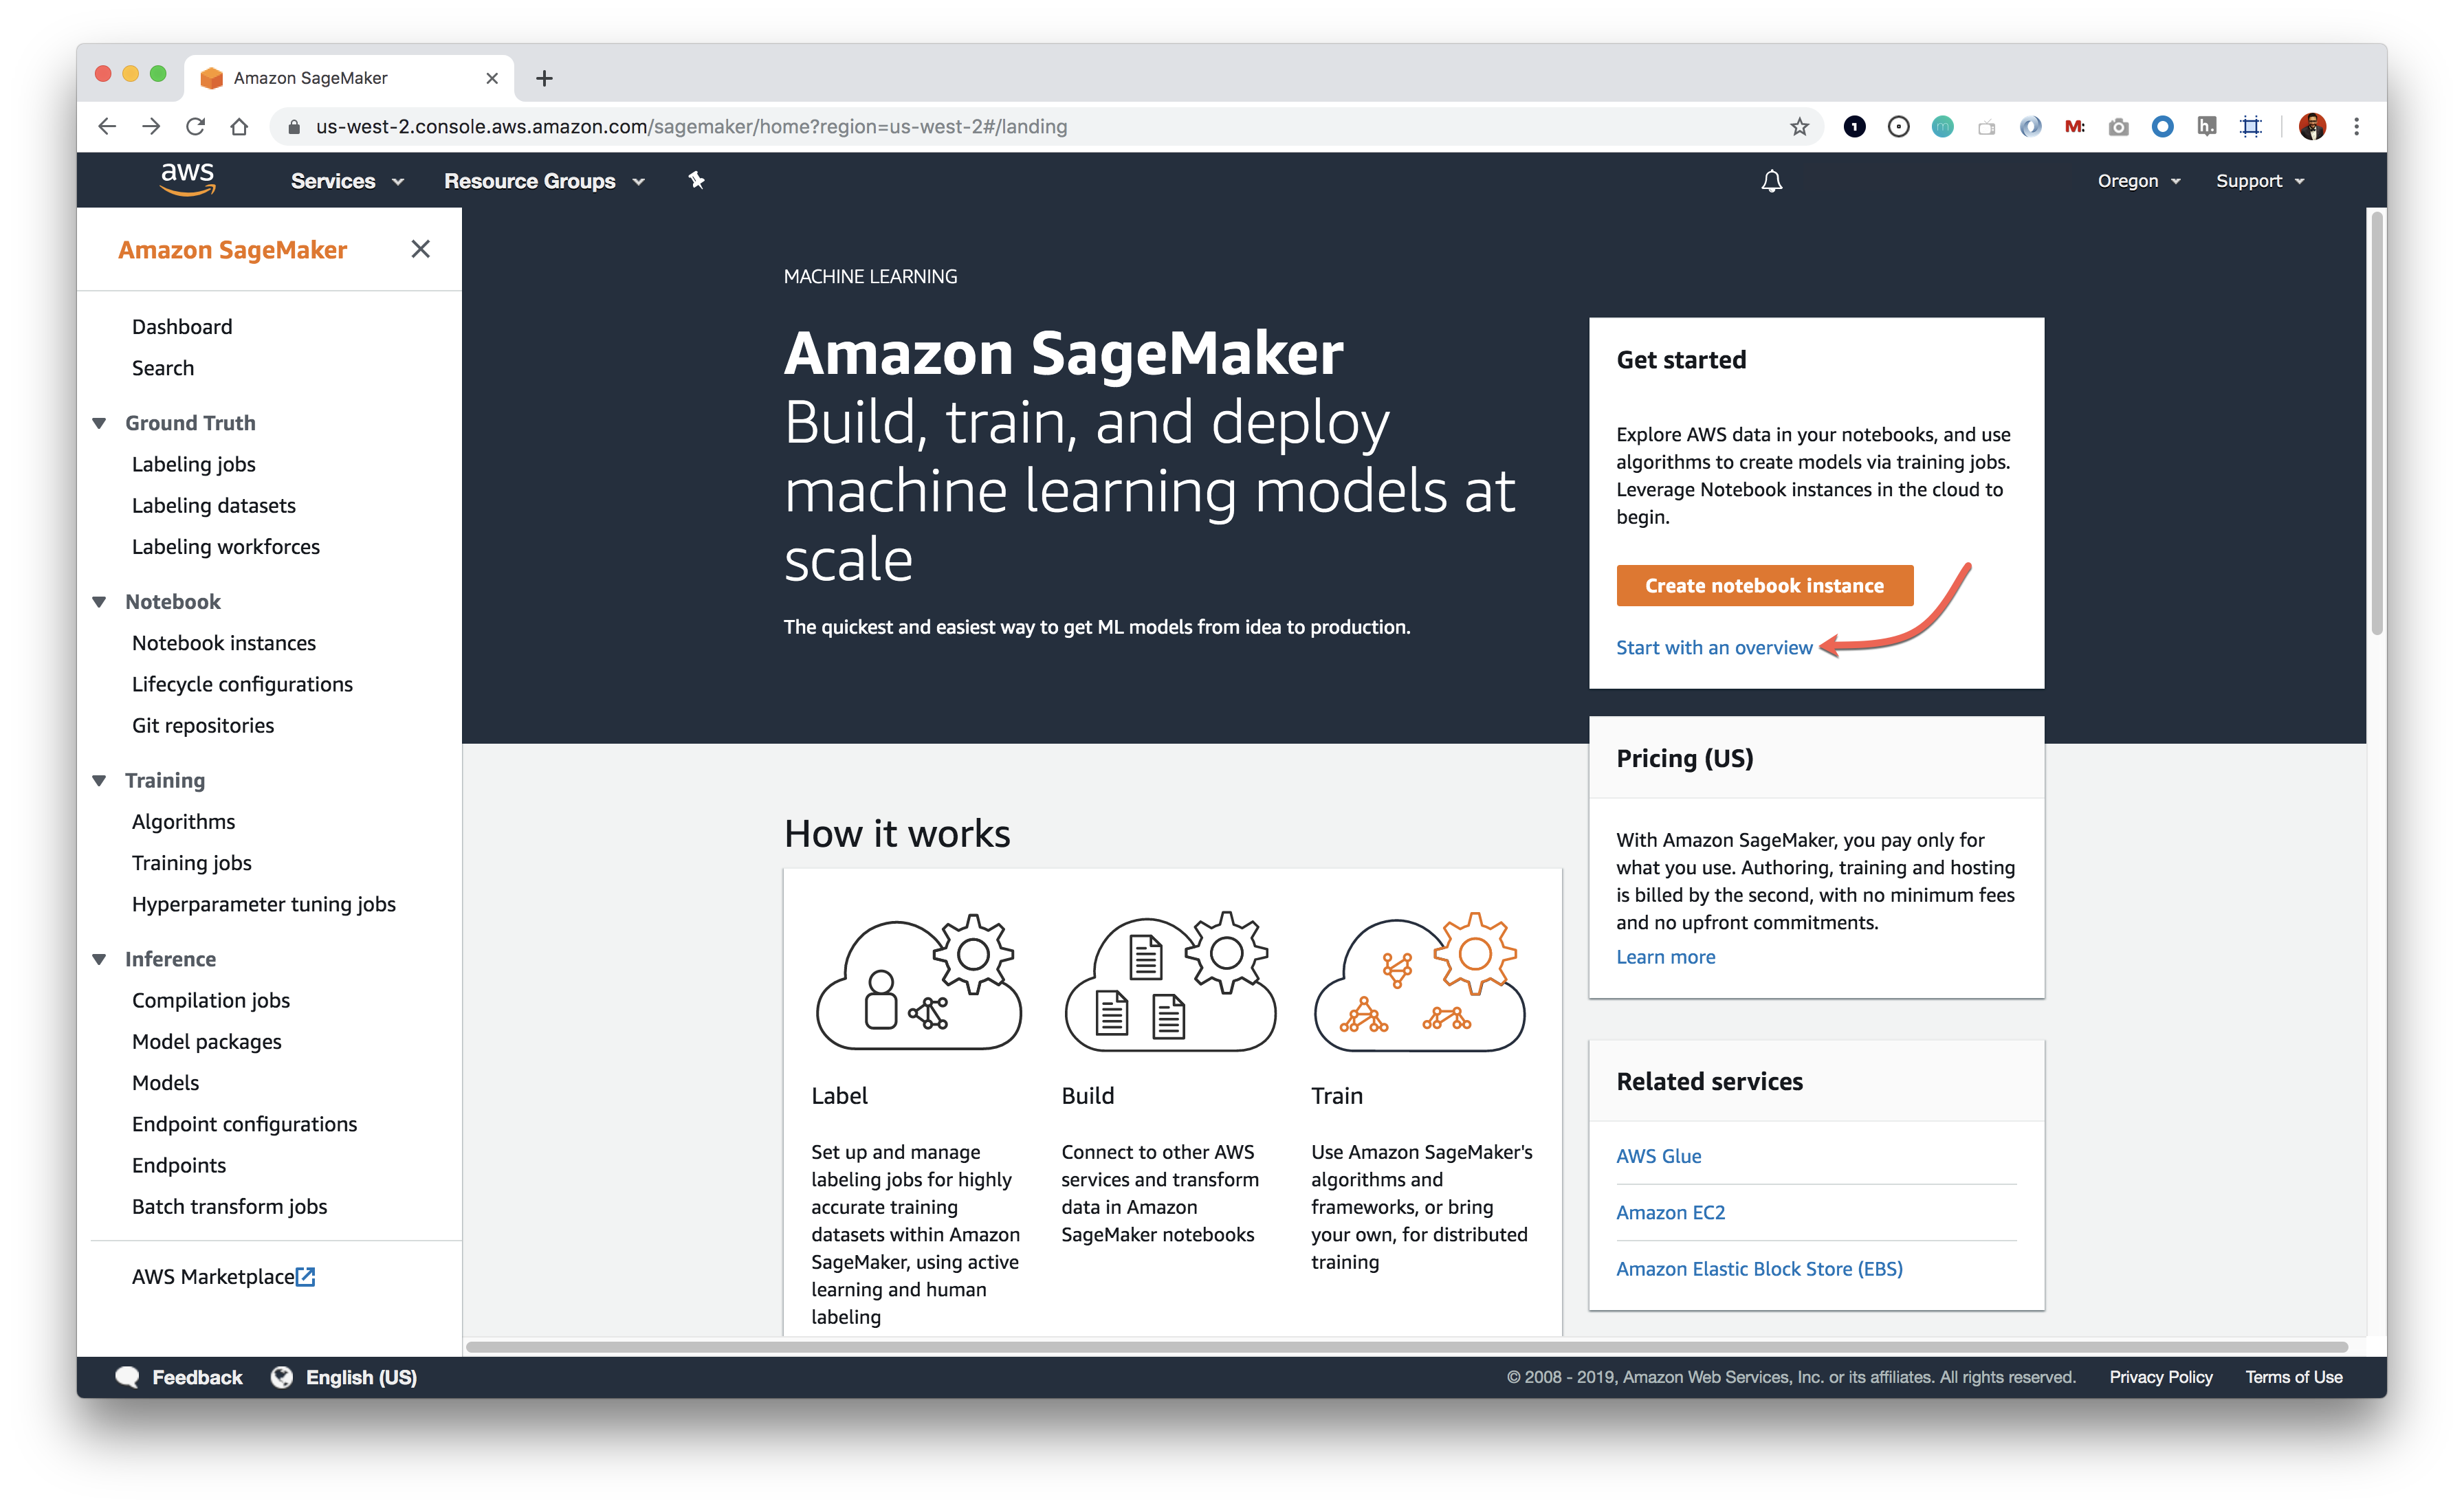 Amazon SageMaker
us-west-2.console.aws.amazon.com/sagemaker/home?region=us-west-2#/landing
1
m
M:
h.
aws
Services
Resource Groups
Oregon
Support
Amazon SageMaker
Dashboard
Search
Ground Truth
Labeling jobs
Labeling datasets
Labeling workforces
Notebook
Notebook instances
Lifecycle configurations
Git repositories
Training
Algorithms
Training jobs
Hyperparameter tuning jobs
Inference
Compilation jobs
Model packages
Models
Endpoint configurations
Endpoints
Batch transform jobs
AWS Marketplace
MACHINE LEARNING
Amazon SageMaker
Build, train, and deploy
machine learning models at
scale
The quickest and easiest way to get ML models from idea to production.
Get started
Explore AWS data in your notebooks, and use
algorithms to create models via training jobs.
Leverage Notebook instances in the cloud to
begin.
Create notebook instance
Start with an overview
Pricing (US)
With Amazon SageMaker, you pay only for
what you use. Authoring, training and hosting
is billed by the second, with no minimum fees
and no upfront commitments.
Learn more
Related services
AWS Glue
Amazon EC2
Amazon Elastic Block Store (EBS)
How it works
Label
Set up and manage
labeling jobs for highly
accurate training
datasets within Amazon
SageMaker, using active
learning and human
labeling
Build
Connect to other AWS
services and transform
data in Amazon
SageMaker notebooks
Train
Use Amazon SageMaker's
algorithms and
frameworks, or bring
your own, for distributed
training
Feedback
English (US)
© 2008 - 2019, Amazon Web Services, Inc. or its affiliates. All rights reserved.
Privacy Policy
Terms of Use